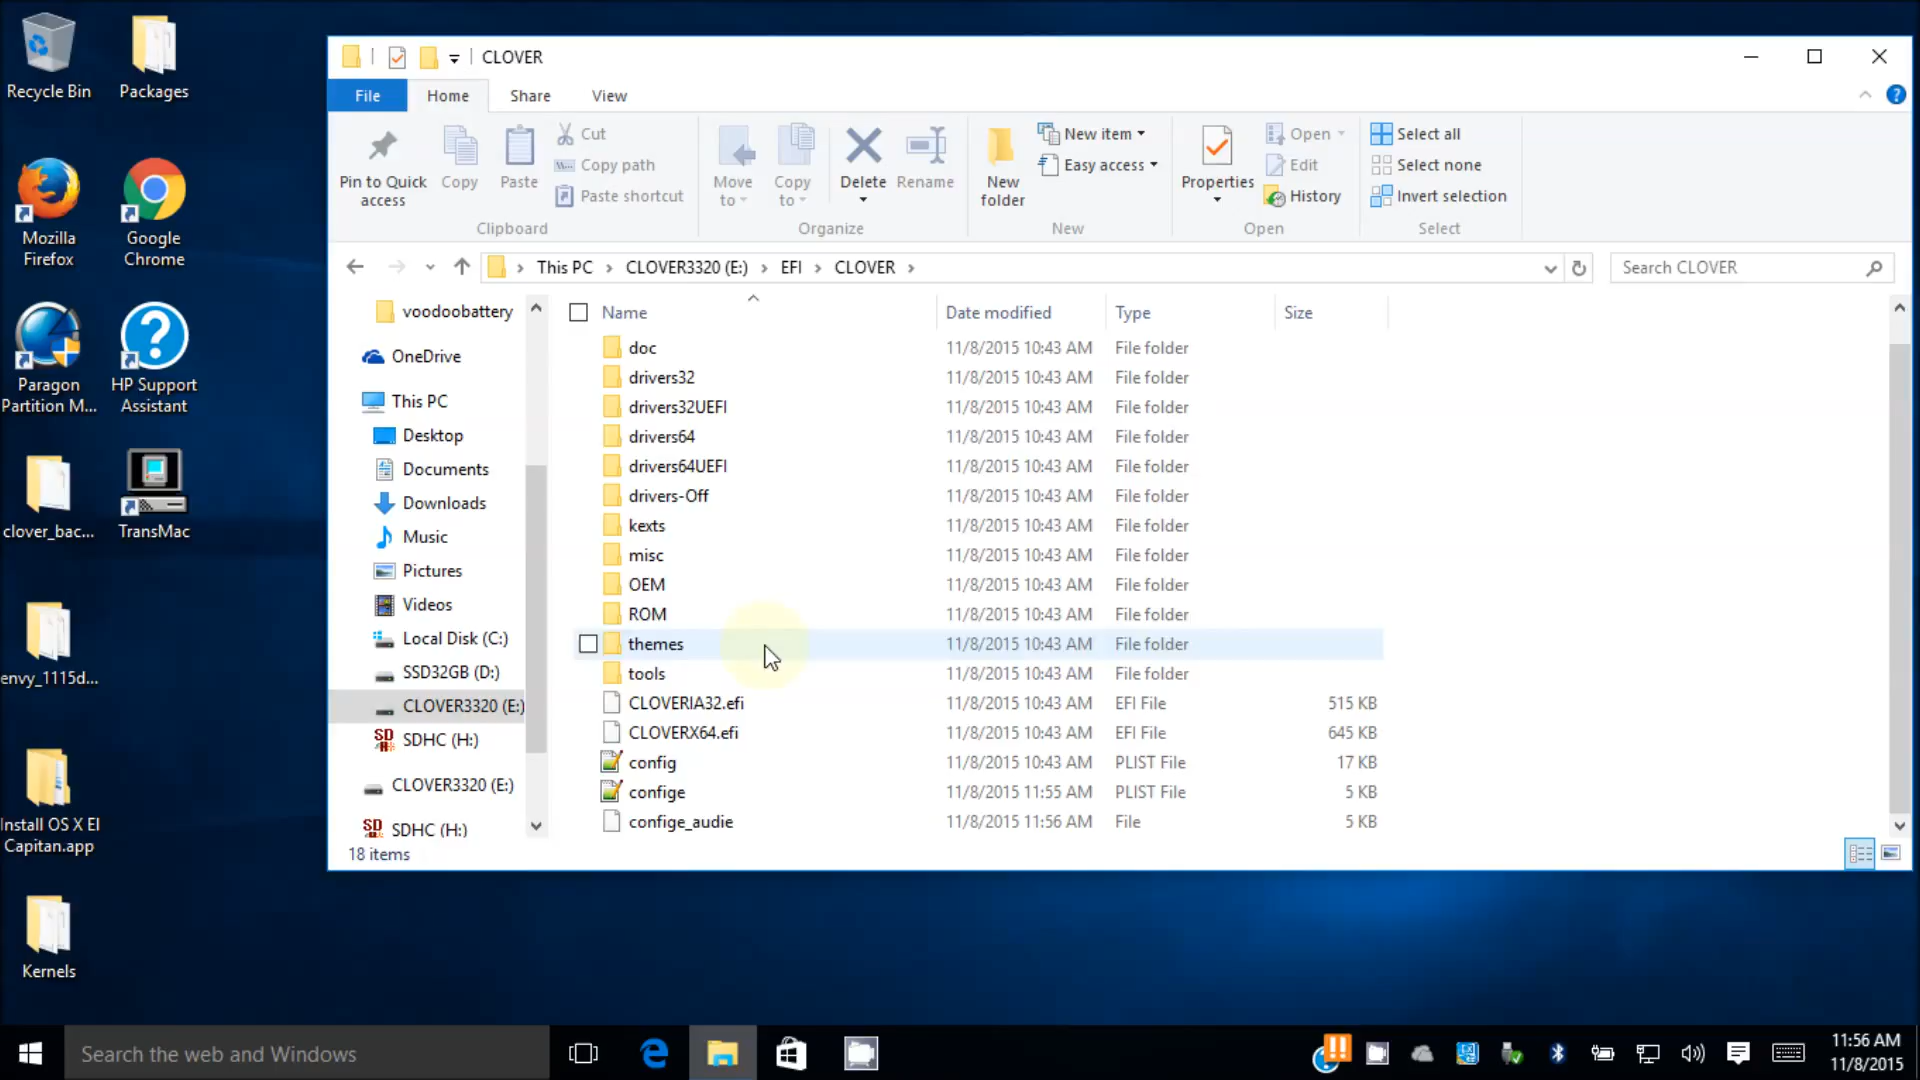 Recycle Bin
Packages
Mozilla
Firefox
Google
Chrome
Paragon
Partition M...
HP Support
Assistant
clover_bac...
TransMac
envy_1115d...
Install OS X El
Capitan.app
Kernels
CLOVER
File
Home
Share
View
Pin to Quick
access
Copy
Paste
Cut
Copy path
Paste shortcut
Clipboard
Move
to
Copy
to
Delete
Rename
Organize
New
folder
New item
Easy access
New
Properties
Open
Edit
History
Open
Select all
Select none
Invert selection
Select
This PC > CLOVER3320 (E:) > EFI > CLOVER >
Search CLOVER
voodoobattery
OneDrive
This PC
Desktop
Documents
Downloads
Music
Pictures
Videos
Local Disk (C:)
SSD32GB (D:)
CLOVER3320 (E:)
SDHC (H:)
CLOVER3320 (E:)
SDHC (H:)
Name Date modified Type Size
doc 11/8/2015 10:43 AM File folder
drivers32 11/8/2015 10:43 AM File folder
drivers32UEFI 11/8/2015 10:43 AM File folder
drivers64 11/8/2015 10:43 AM File folder
drivers64UEFI 11/8/2015 10:43 AM File folder
drivers-Off 11/8/2015 10:43 AM File folder
kexts 11/8/2015 10:43 AM File folder
misc 11/8/2015 10:43 AM File folder
OEM 11/8/2015 10:43 AM File folder
ROM 11/8/2015 10:43 AM File folder
themes 11/8/2015 10:43 AM File folder
tools 11/8/2015 10:43 AM File folder
CLOVERIA32.efi 11/8/2015 10:43 AM EFI File 515 KB
CLOVERX64.efi 11/8/2015 10:43 AM EFI File 645 KB
config 11/8/2015 10:43 AM PLIST File 17 KB
confige 11/8/2015 11:55 AM PLIST File 5 KB
confige_audie 11/8/2015 11:56 AM File 5 KB
18 items
Search the web and Windows
11:56 AM
11/8/2015